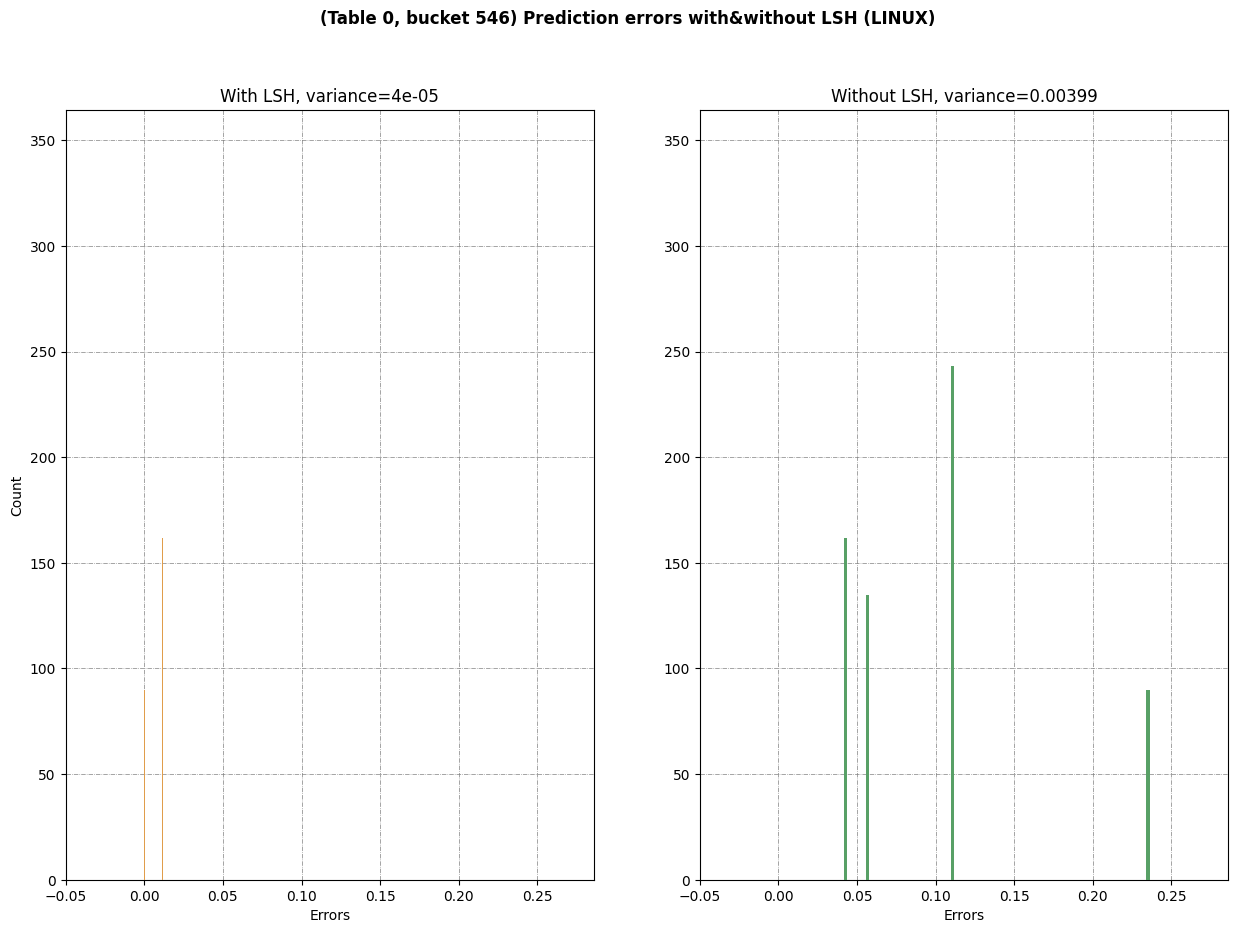 (Table 0, bucket 546) Prediction errors with&without LSH (LINUX)
With LSH, variance=4e-05
350
300
250
200
150
100
50
0
Count
−0.05 0.00 0.05 0.10 0.15 0.20 0.25
Errors
Without LSH, variance=0.00399
350
300
250
200
150
100
50
0
−0.05 0.00 0.05 0.10 0.15 0.20 0.25
Errors